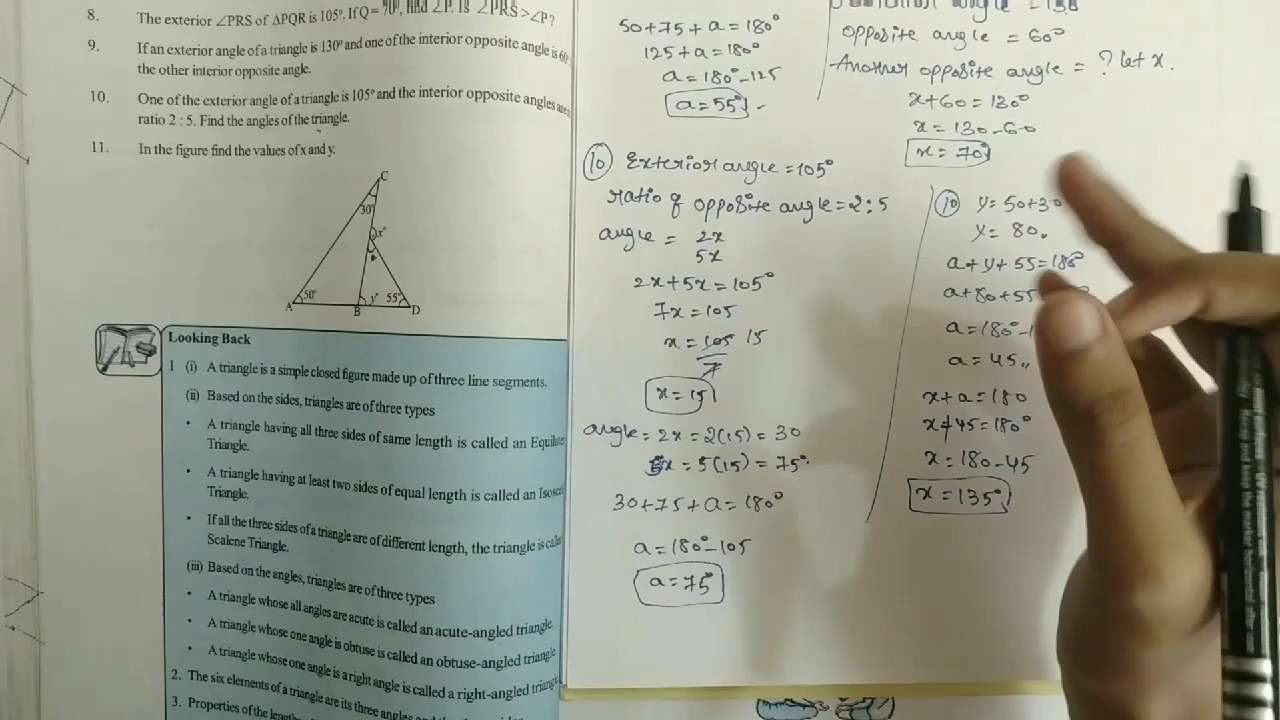 8. The exterior ∠PRS of ΔPQR is 105°. If Q = 70°, find ∠P. Is ∠PRS > ∠P?
9. If an exterior angle of a triangle is 130° and one of the interior opposite angle is 60
the other interior opposite angle.
10. One of the exterior angle of a triangle is 105° and the interior opposite angles are
ratio 2 : 5. Find the angles of the triangle.
11. In the figure find the values of x and y.
C
30°
x°
a
50°
y°
55°
A
B
D
Looking Back
1 (i) A triangle is a simple closed figure made up of three line segments.
(ii) Based on the sides, triangles are of three types
• A triangle having all three sides of same length is called an
Triangle.
• A triangle having at least two sides of equal length is called an
Triangle.
• If all the three sides of a triangle are of different length, the triangle is
Scalene Triangle.
(iii) Based on the angles, triangles are of three types
• A triangle whose all angles are acute is called an acute-angled triangle.
• A triangle whose one angle is obtuse is called an obtuse-angled triangle
• A triangle whose one angle is right angle is called a right-angled triangle
2. The six elements of a triangle are its three angles
3. Properties of the
50+75+a=180°
125+a=180°
a=180°-125
a=55°
(10) Exterior angle=105°
ratio of opposite angle=2:5
angle = 2x
5x
2x+5x=105°
7x=105
x=105 15
7
x=15
angle=2x=2(15)=30
5x=5(15)=75°
30+75+a=180°
a=180°-105
a=75°
angle
opposite angle = 60°
Another opposite angle = ? let x.
x+60=130°
x=130-60
x=70°
(10) y=50+30
y=80.
a+y+55=180°
a+80+55
a=180°-1
a=45
x+a=180
x+45=180°
x=180-45
x=135°